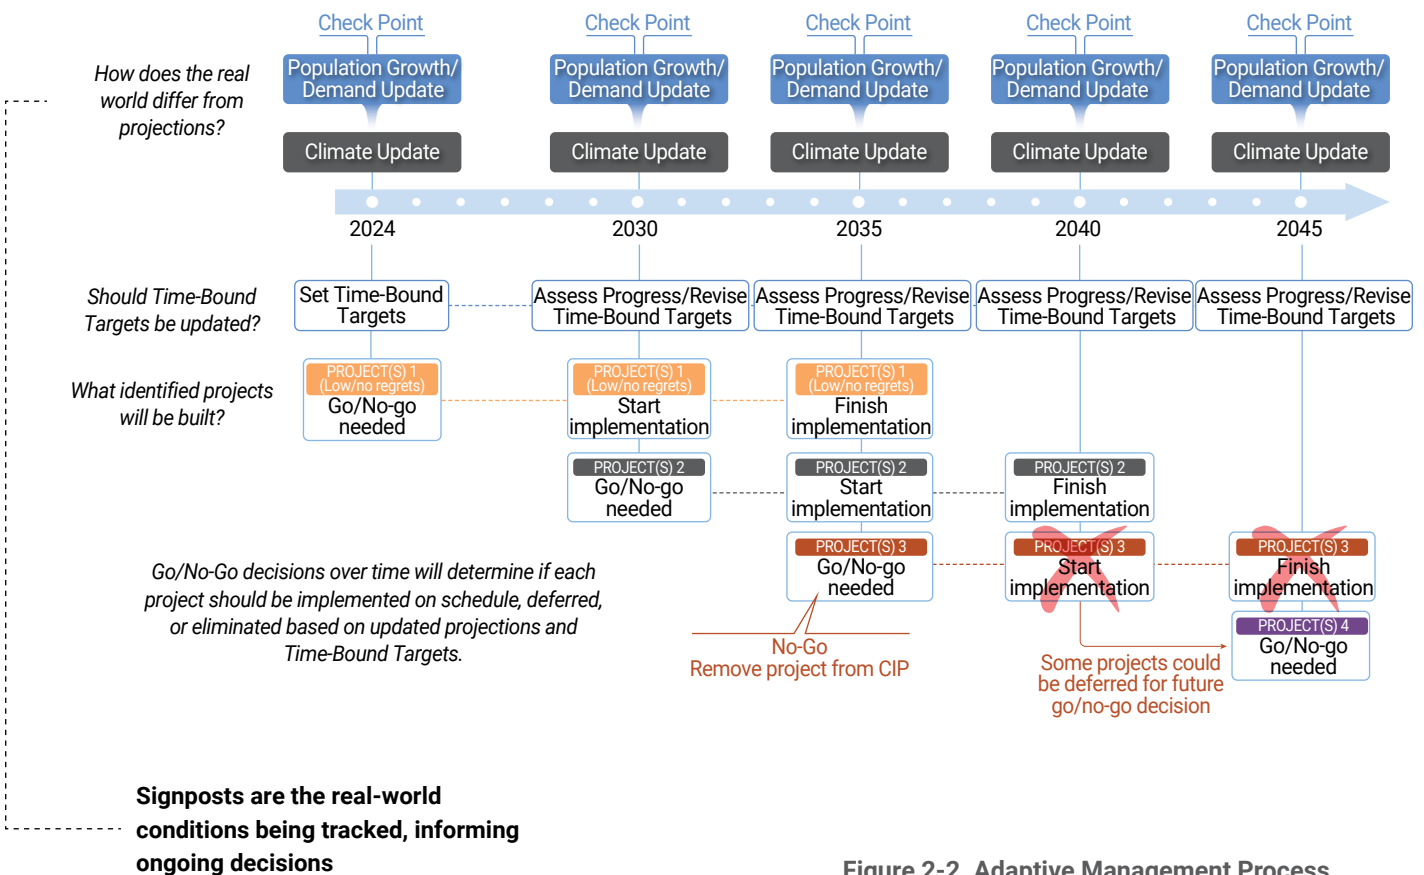 Check Point
Check Point
Check Point
Check Point
Check Point
How does the real
world differ from
projections?
Population Growth/
Demand Update
Population Growth/
Demand Update
Population Growth/
Demand Update
Population Growth/
Demand Update
Population Growth/
Demand Update
Climate Update
Climate Update
Climate Update
Climate Update
Climate Update
2024
2030
2035
2040
2045
Should Time-Bound
Targets be updated?
Set Time-Bound
Targets
Assess Progress/Revise
Time-Bound Targets
Assess Progress/Revise
Time-Bound Targets
Assess Progress/Revise
Time-Bound Targets
Assess Progress/Revise
Time-Bound Targets
What identified projects
will be built?
PROJECT(S) 1
(Low/no regrets)
Go/No-go
needed
PROJECT(S) 1
(Low/no regrets)
Start
implementation
PROJECT(S) 1
(Low/no regrets)
Finish
implementation
PROJECT(S) 2
Go/No-go
needed
PROJECT(S) 2
Start
implementation
PROJECT(S) 2
Finish
implementation
PROJECT(S) 3
Go/No-go
needed
PROJECT(S) 3
Start
implementation
PROJECT(S) 3
Finish
implementation
PROJECT(S) 4
Go/No-go
needed
Go/No-Go decisions over time will determine if each
project should be implemented on schedule, deferred,
or eliminated based on updated projections and
Time-Bound Targets.
No-Go
Remove project from CIP
Some projects could
be deferred for future
go/no-go decision
Signposts are the real-world
conditions being tracked, informing
ongoing decisions
Figure 2-2. Adaptive Management Process